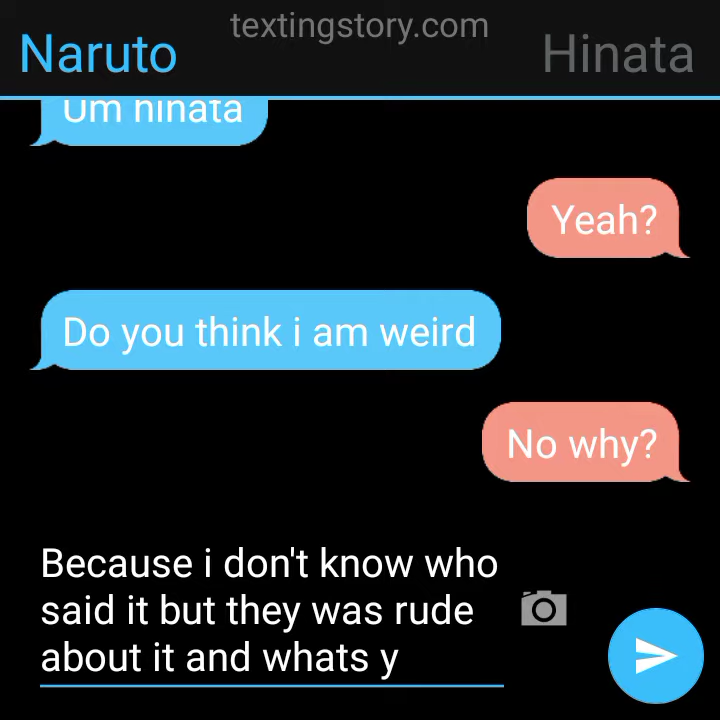 textingstory.com
Naruto
Hinata
Um hinata
Yeah?
Do you think i am weird
No why?
Because i don't know who
said it but they was rude
about it and whats y